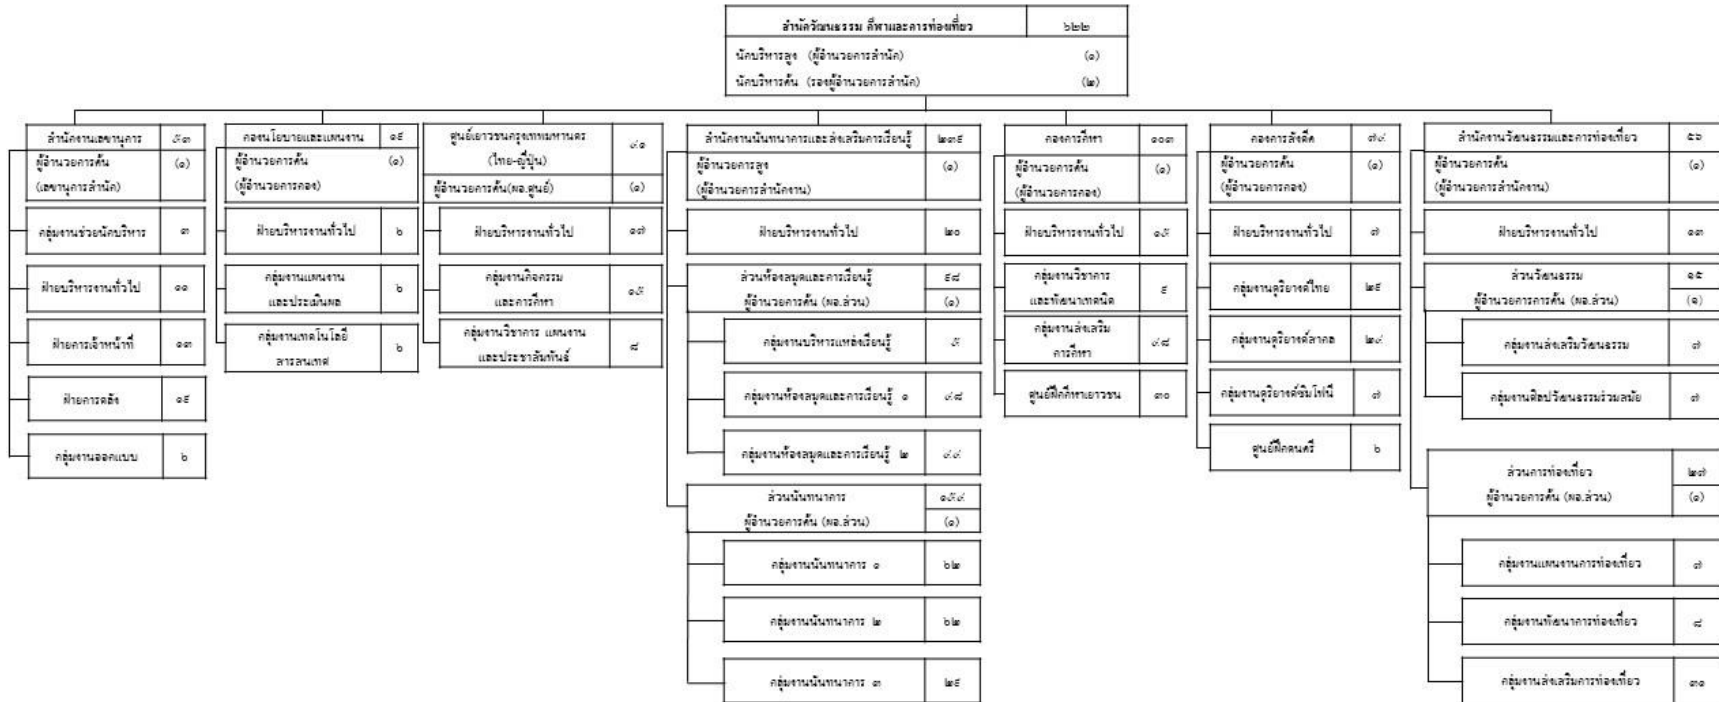 สำนักวัฒนธรรม กีฬาและการท่องเที่ยว ๖๒๒
นักบริหารสูง (ผู้อำนวยการสำนัก) (๑)
นักบริหารต้น (รองผู้อำนวยการสำนัก) (๒)
สำนักงานเลขานุการ ๕๓
ผู้อำนวยการต้น (๑)
(เลขานุการสำนัก)
กลุ่มงานช่วยนักบริหาร ๓
ฝ่ายบริหารงานทั่วไป ๑๑
ฝ่ายการเจ้าหน้าที่ ๑๓
ฝ่ายการคลัง ๑๙
กลุ่มงานออกแบบ ๖
กองนโยบายและแผนงาน ๑๙
ผู้อำนวยการต้น (๑)
(ผู้อำนวยการกอง)
ฝ่ายบริหารงานทั่วไป ๖
กลุ่มงานแผนงาน
และประเมินผล ๖
กลุ่มงานเทคโนโลยี
สารสนเทศ ๖
ศูนย์เยาวชนกรุงเทพมหานคร
(ไทย-ญี่ปุ่น) ๔๑
ผู้อำนวยการต้น(ผอ.ศูนย์) (๑)
ฝ่ายบริหารงานทั่วไป ๑๗
กลุ่มงานกิจกรรม
และการกีฬา ๑๕
กลุ่มงานวิชาการ แผนงาน
และประชาสัมพันธ์ ๘
สำนักงานนันทนาการและส่งเสริมการเรียนรู้ ๒๓๙
ผู้อำนวยการสูง (๑)
(ผู้อำนวยการสำนักงาน)
ฝ่ายบริหารงานทั่วไป ๒๐
ส่วนห้องสมุดและการเรียนรู้ ๙๘
ผู้อำนวยการต้น (ผอ.ส่วน) (๑)
กลุ่มงานบริหารแหล่งเรียนรู้ ๕
กลุ่มงานห้องสมุดและการเรียนรู้ ๑ ๔๘
กลุ่มงานห้องสมุดและการเรียนรู้ ๒ ๔๔
ส่วนนันทนาการ ๑๕๔
ผู้อำนวยการต้น (ผอ.ส่วน) (๑)
กลุ่มงานนันทนาการ ๑ ๖๒
กลุ่มงานนันทนาการ ๒ ๖๒
กลุ่มงานนันทนาการ ๓ ๒๙
กองการกีฬา ๑๐๓
ผู้อำนวยการต้น (๑)
(ผู้อำนวยการกอง)
ฝ่ายบริหารงานทั่วไป ๑๕
กลุ่มงานวิชาการ
และพัฒนาเทคนิค ๙
กลุ่มงานส่งเสริม
การกีฬา ๔๘
ศูนย์ฝึกกีฬาเยาวชน ๓๐
กองการสังคีต ๗๔
ผู้อำนวยการต้น (๑)
(ผู้อำนวยการกอง)
ฝ่ายบริหารงานทั่วไป ๗
กลุ่มงานดุริยางค์ไทย ๒๙
กลุ่มงานดุริยางค์สากล ๒๔
กลุ่มงานดุริยางค์ซิมโฟนี ๗
ศูนย์ฝึกดนตรี ๖
สำนักงานวัฒนธรรมและการท่องเที่ยว ๕๖
ผู้อำนวยการต้น (๑)
(ผู้อำนวยการสำนักงาน)
ฝ่ายบริหารงานทั่วไป ๑๓
ส่วนวัฒนธรรม ๑๕
ผู้อำนวยการการต้น (ผอ.ส่วน) (๑)
กลุ่มงานส่งเสริมวัฒนธรรม ๗
กลุ่มงานศิลปวัฒนธรรมร่วมสมัย ๗
ส่วนการท่องเที่ยว ๒๗
ผู้อำนวยการต้น (ผอ.ส่วน) (๑)
กลุ่มงานแผนงานการท่องเที่ยว ๗
กลุ่มงานพัฒนาการท่องเที่ยว ๘
กลุ่มงานส่งเสริมการท่องเที่ยว ๓๑